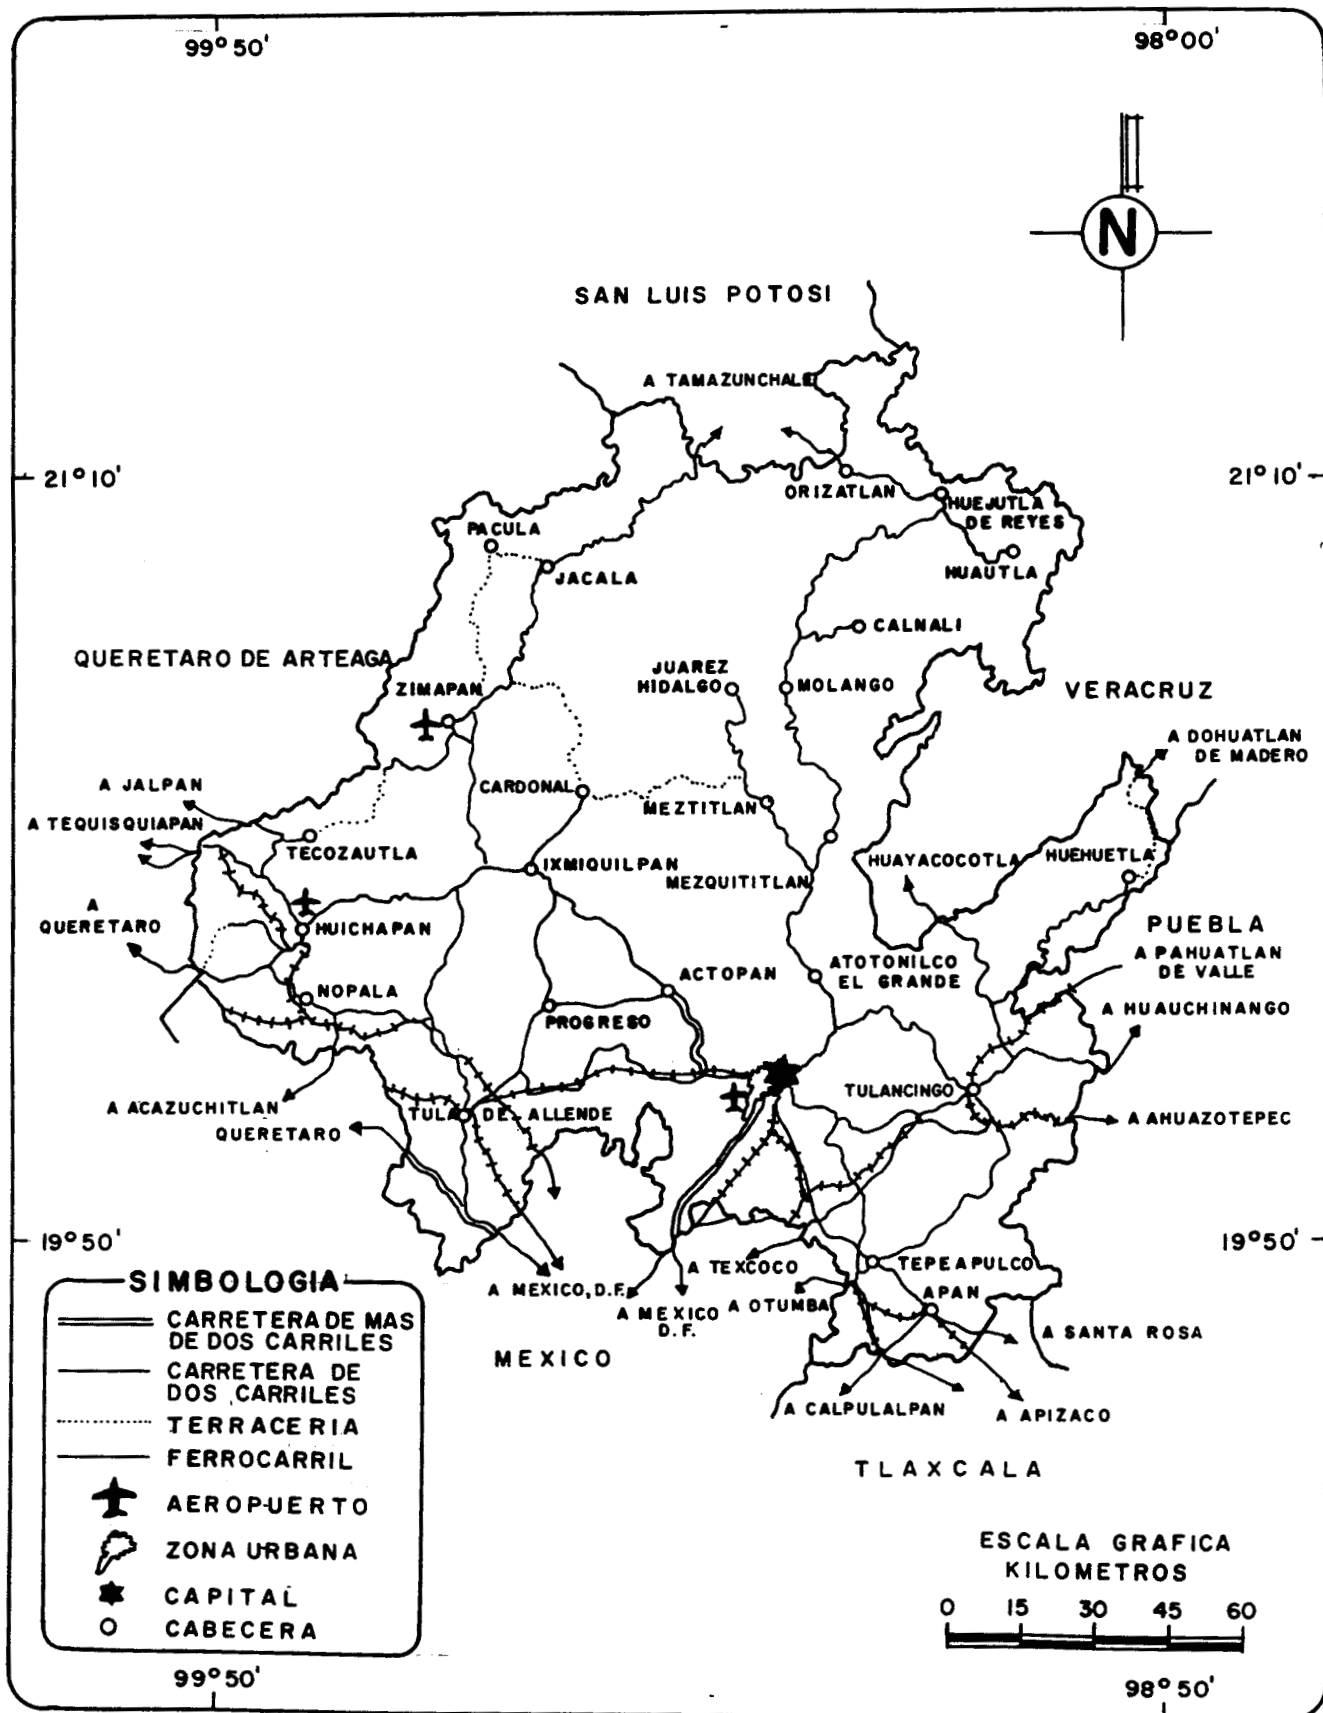 99°50'
98°00'
N
SAN LUIS POTOSI
A TAMAZUNCHALE
21°10'
21°10'
ORIZATLAN
HUEJUTLA
DE REYES
PACULA
JACALA
HUAUTLA
CALNALI
QUERETARO DE ARTEAGA
JUAREZ
HIDALGO
ZIMAPAN
MOLANGO
VERACRUZ
A DOHUATLAN
DE MADERO
A JALPAN
CARDONAL
MEZTITLAN
A TEQUISQUIAPAN
TECOZAUTLA
IXMIQUILPAN
MEZQUITITLAN
HUAYACOCOTLA
HUEHUETLA
A
QUERETARO
HUICHAPAN
PUEBLA
A PAHUATLAN
DE VALLE
ACTOPAN
ATOTONILCO
EL GRANDE
NOPALA
PROGRESO
A HUAUCHINANGO
TULANCINGO
A ACAZUCHITLAN
TULA DE ALLENDE
QUERETARO
A AHUAZOTEPEC
19°50'
19°50'
A TEXCOCO
TEPEAPULCO
A MEXICO, D.F.
A MEXICO
D.F.
A OTUMBA
APAN
A SANTA ROSA
MEXICO
A CALPULALPAN
A APIZACO
TLAXCALA
SIMBOLOGIA
CARRETERA DE MAS
DE DOS CARRILES
CARRETERA DE
DOS CARRILES
TERRACERIA
FERROCARRIL
AEROPUERTO
ZONA URBANA
CAPITAL
CABECERA
ESCALA GRAFICA
KILOMETROS
0 15 30 45 60
99°50'
98°50'